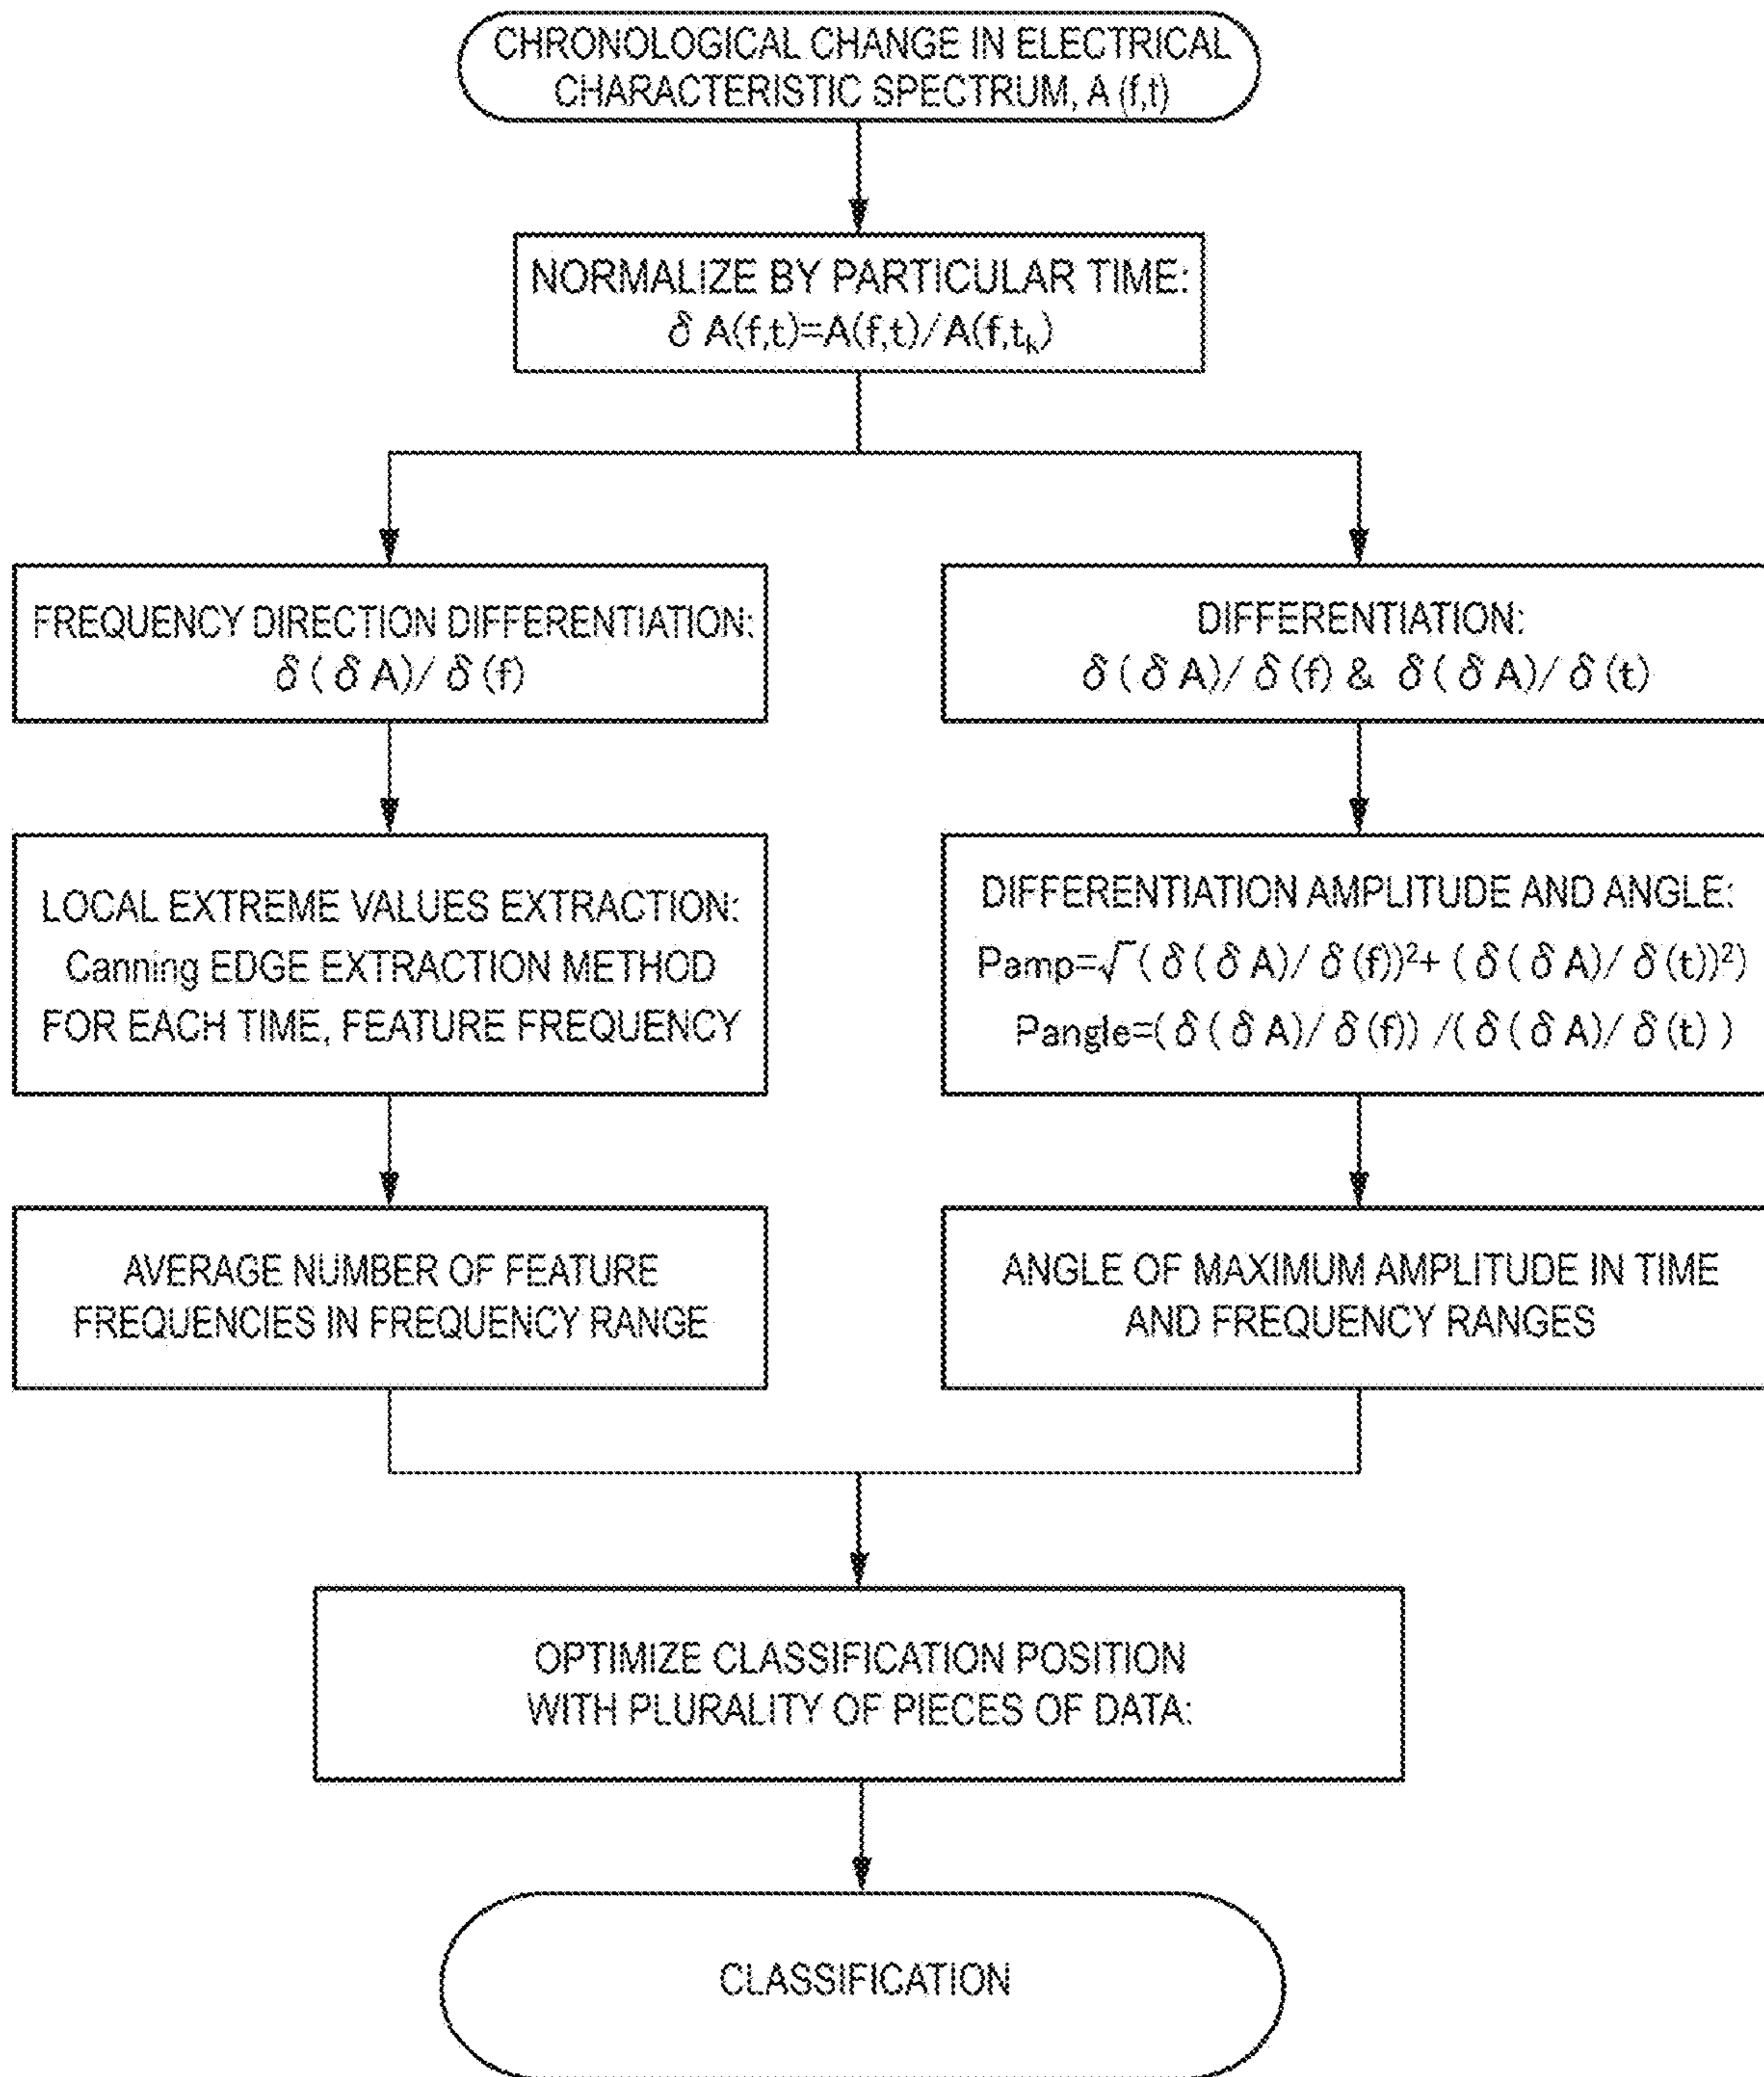 CHRONOLOGICAL CHANGE IN ELECTRICAL
CHARACTERISTIC SPECTRUM, A (f,t)
NORMALIZE BY PARTICULAR TIME:
δ A(f,t)=A(f,t)/A(f,tₖ)
FREQUENCY DIRECTION DIFFERENTIATION:
δ ( δ A)/ δ (f)
DIFFERENTIATION:
δ ( δ A)/ δ (f) & δ ( δ A)/ δ (t)
LOCAL EXTREME VALUES EXTRACTION:
Canning EDGE EXTRACTION METHOD
FOR EACH TIME, FEATURE FREQUENCY
DIFFERENTIATION AMPLITUDE AND ANGLE:
Pamp=√ ( δ ( δ A)/ δ (f))²+ ( δ ( δ A)/ δ (t))²)
Pangle=( δ ( δ A)/ δ (f)) /( δ ( δ A)/ δ (t) )
AVERAGE NUMBER OF FEATURE
FREQUENCIES IN FREQUENCY RANGE
ANGLE OF MAXIMUM AMPLITUDE IN TIME
AND FREQUENCY RANGES
OPTIMIZE CLASSIFICATION POSITION
WITH PLURALITY OF PIECES OF DATA:
CLASSIFICATION